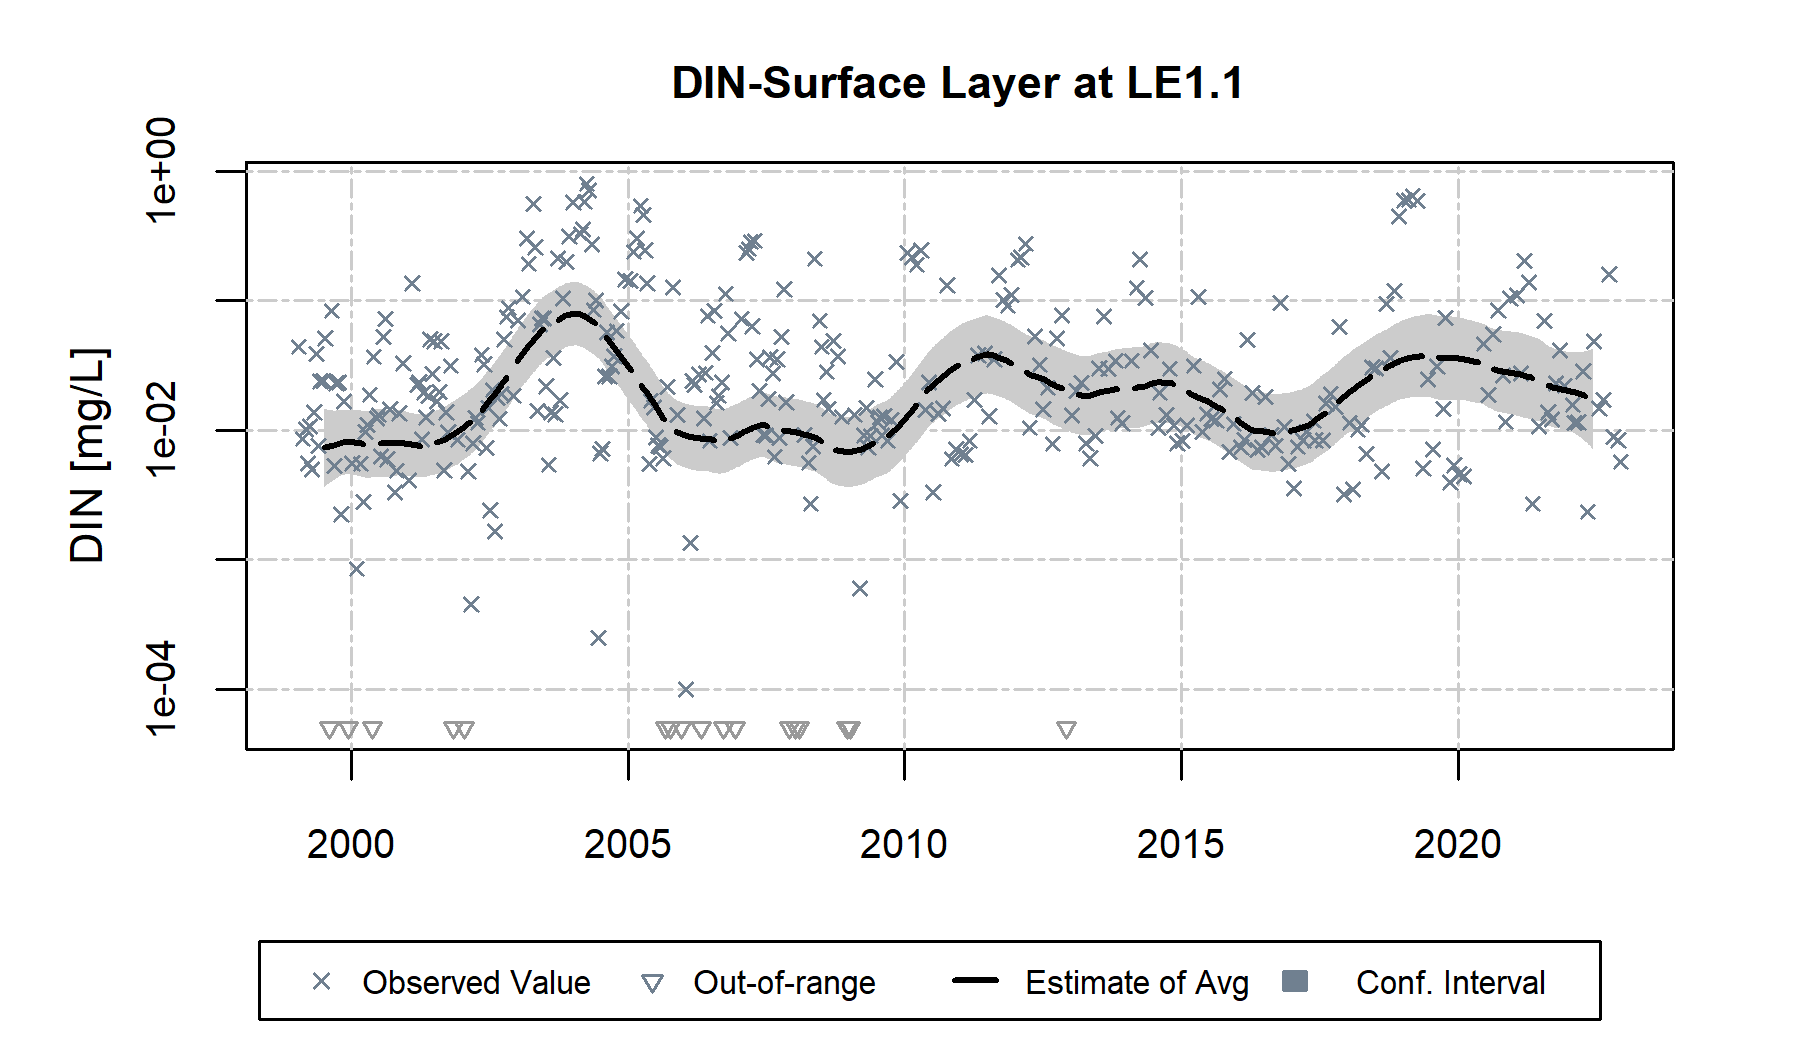 DIN-Surface Layer at LE1.1
DIN [mg/L]
1e+00
1e-02
1e-04
2000
2005
2010
2015
2020
Observed Value
Out-of-range
Estimate of Avg
Conf. Interval